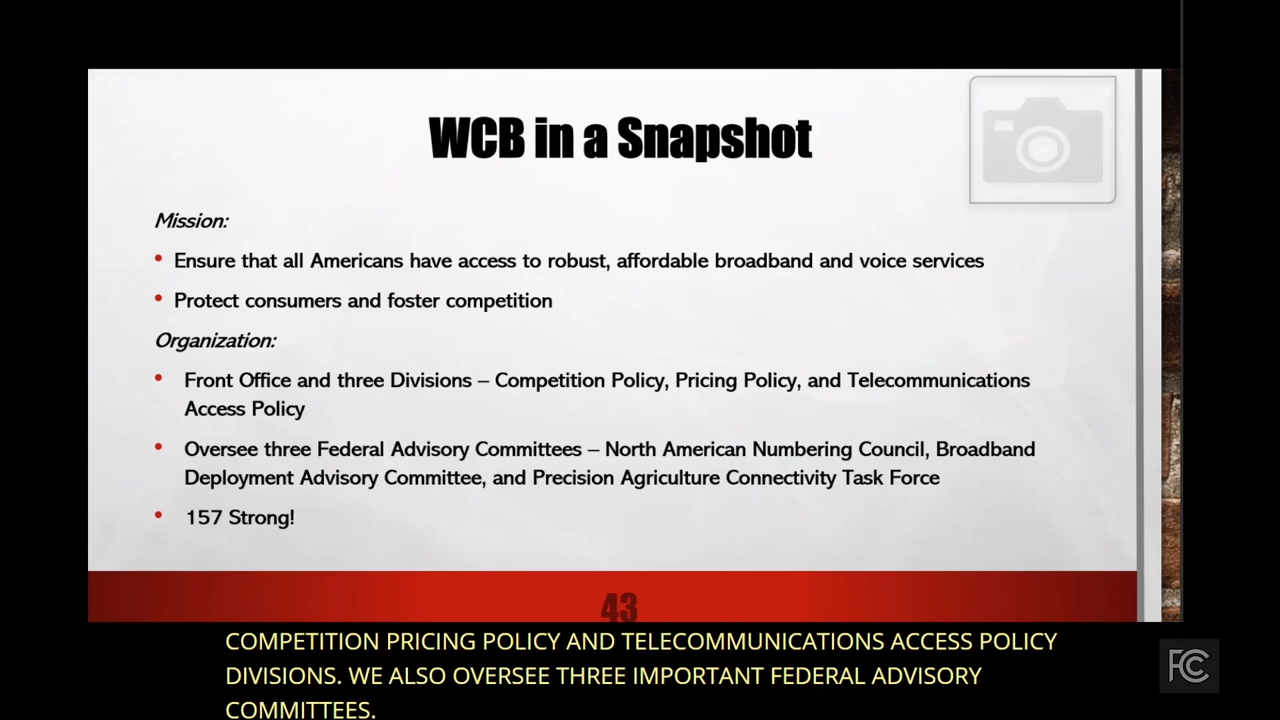 WCB in a Snapshot
Mission:
• Ensure that all Americans have access to robust, affordable broadband and voice services
• Protect consumers and foster competition
Organization:
• Front Office and three Divisions – Competition Policy, Pricing Policy, and Telecommunications
Access Policy
• Oversee three Federal Advisory Committees – North American Numbering Council, Broadband
Deployment Advisory Committee, and Precision Agriculture Connectivity Task Force
• 157 Strong!
43
COMPETITION PRICING POLICY AND TELECOMMUNICATIONS ACCESS POLICY
DIVISIONS. WE ALSO OVERSEE THREE IMPORTANT FEDERAL ADVISORY
COMMITTEES.
FCC